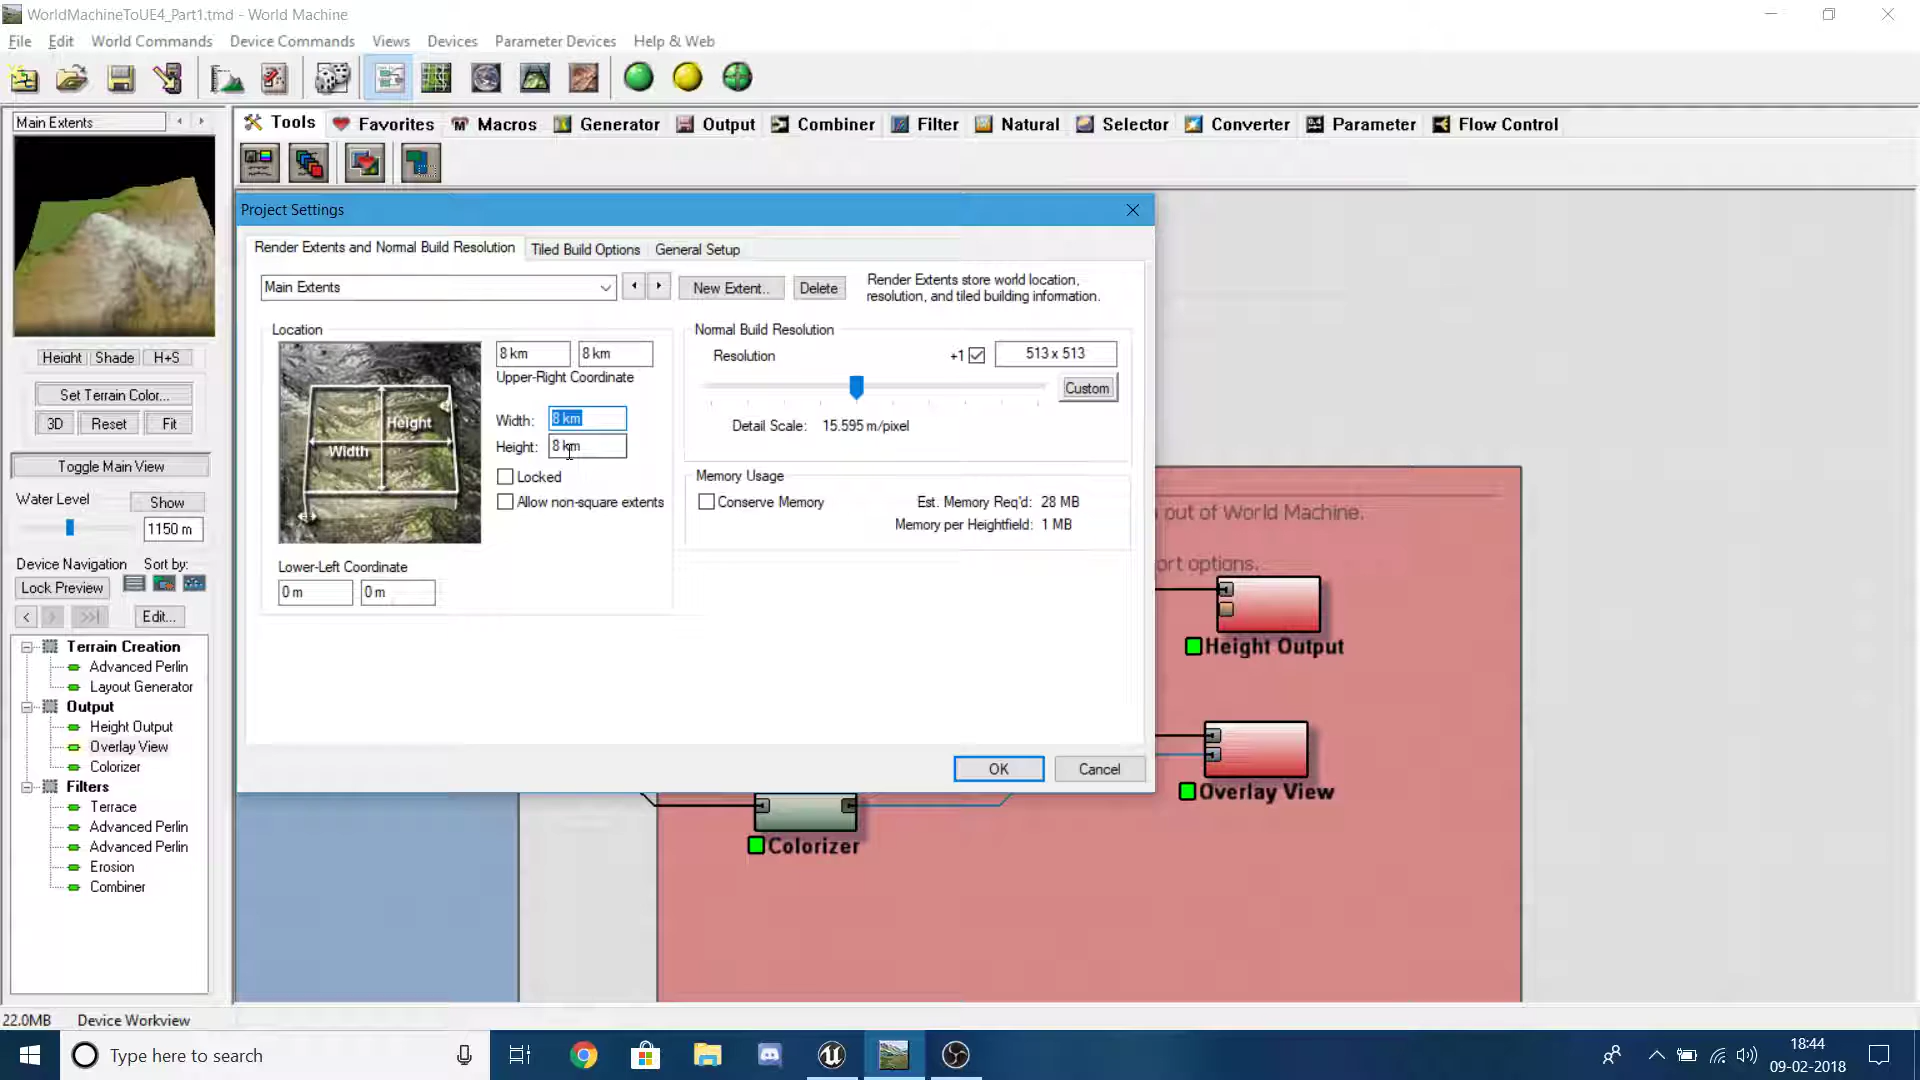 WorldMachineToUE4_Part1.tmd - World Machine
File Edit World Commands Device Commands Views Devices Parameter Devices Help & Web
Main Extents
Tools Favorites Macros Generator Output Combiner Filter Natural Selector Converter Parameter Flow Control
Project Settings
Render Extents and Normal Build Resolution Tiled Build Options General Setup
Main Extents New Extent.. Delete
Render Extents store world location,
resolution, and tiled building information.
Location
8 km 8 km
Upper-Right Coordinate
Height
Width
Width: 8 km
Height: 8 km
Locked
Allow non-square extents
Lower-Left Coordinate
0 m 0 m
Normal Build Resolution
Resolution +1 513 x 513
Custom
Detail Scale: 15.595 m/pixel
Memory Usage
Conserve Memory Est. Memory Req'd: 28 MB
Memory per Heightfield: 1 MB
OK Cancel
Height Shade H+S
Set Terrain Color...
3D Reset Fit
Toggle Main View
Water Level Show
1150 m
Device Navigation Sort by:
Lock Preview
< > >>| Edit...
Terrain Creation
Advanced Perlin
Layout Generator
Output
Height Output
Overlay View
Colorizer
Filters
Terrace
Advanced Perlin
Advanced Perlin
Erosion
Combiner
out of World Machine.
ort options.
Height Output
Overlay View
Colorizer
22.0MB Device Workview
Type here to search
18:44
09-02-2018